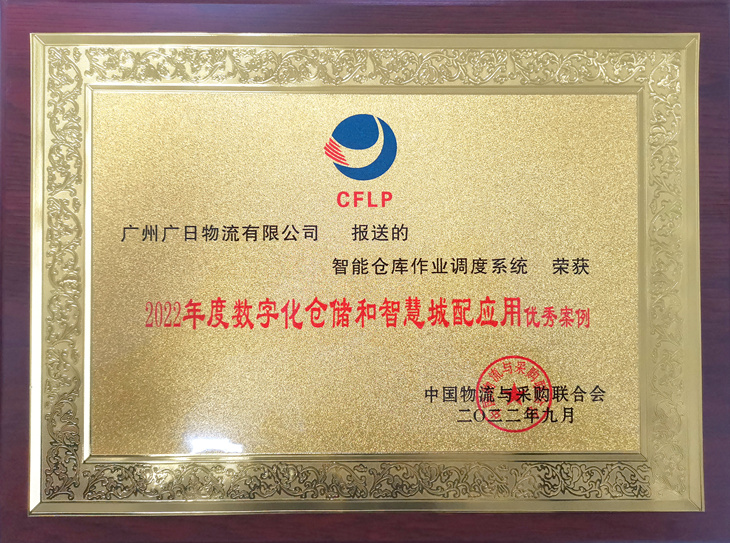 CFLP
广州广日物流有限公司 报送的
智能仓库作业调度系统 荣获
2022年度数字化仓储和智慧城配应用优秀案例
中国物流与采购联合会
二〇二二年九月